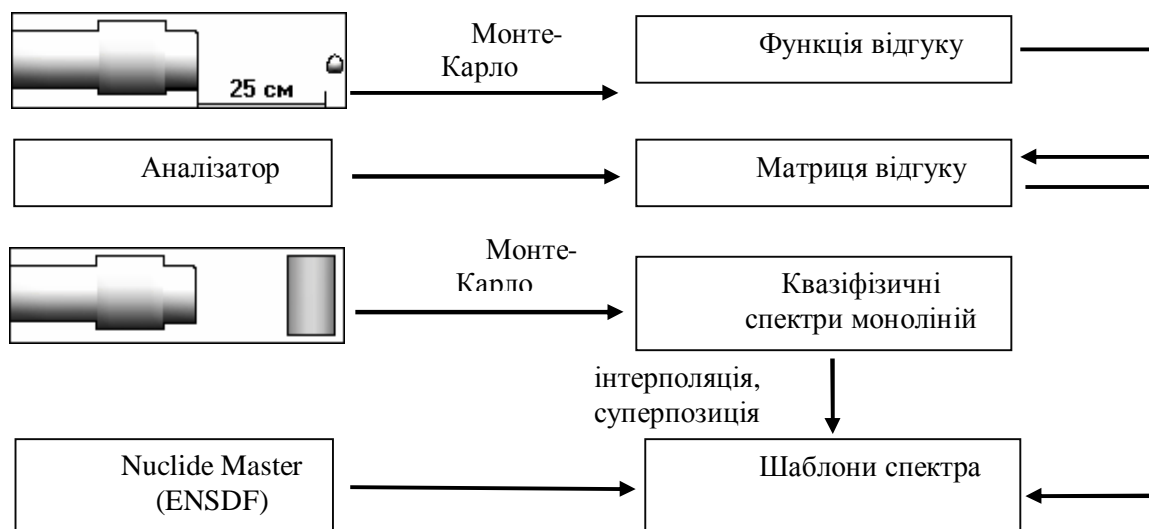 Монте-
Карло
Функція відгуку
25 см
Аналізатор
Матриця відгуку
Монте-
Карло
Квазіфізичні
спектри моноліній
інтерполяція,
суперпозиція
Nuclide Master
(ENSDF)
Шаблони спектра